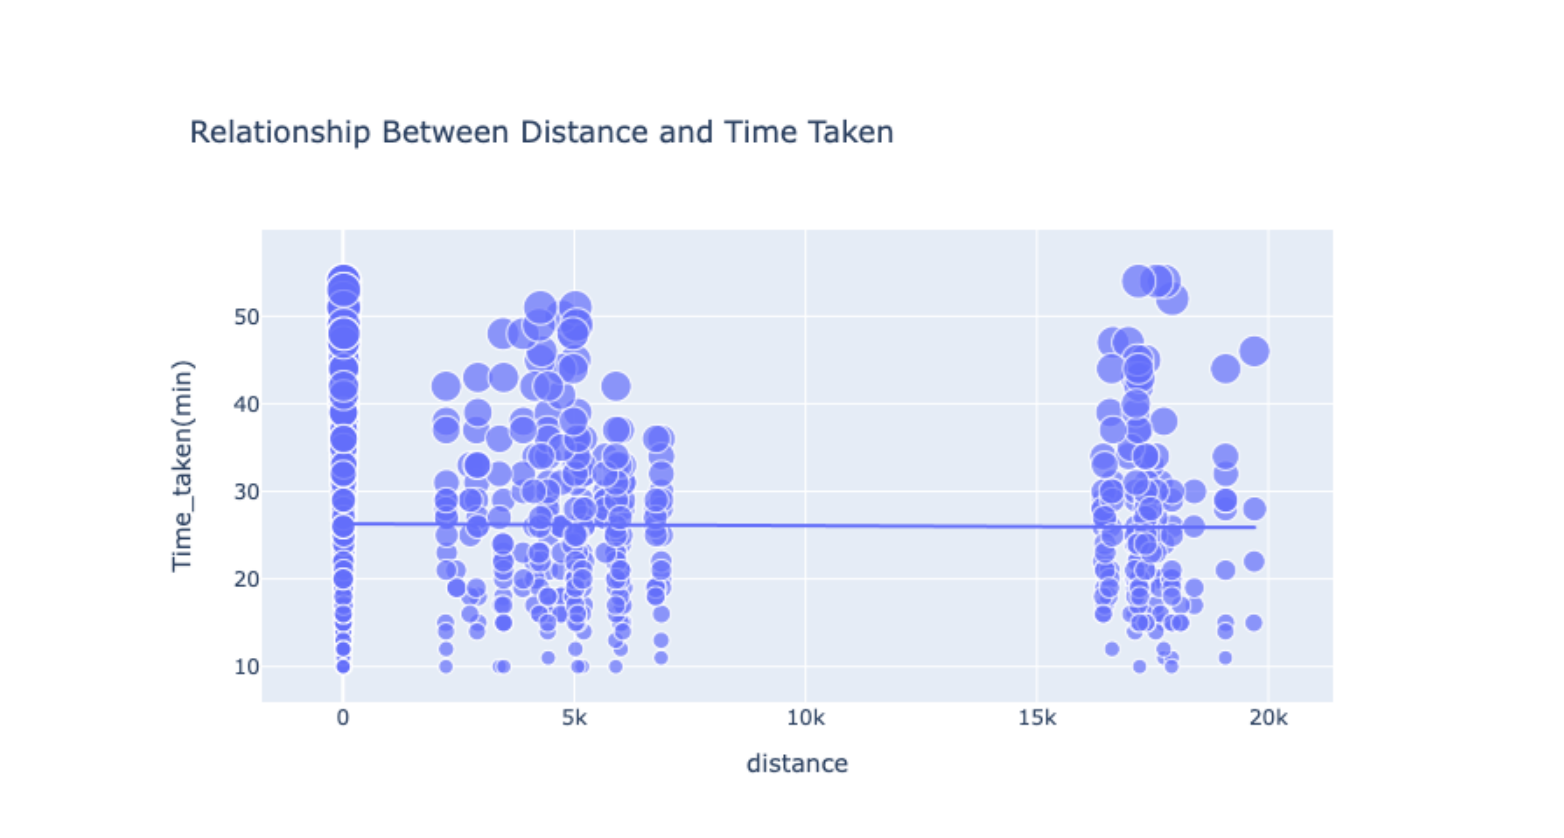 Relationship Between Distance and Time Taken
Time_taken(min)
50
40
30
20
10
0
5k
10k
15k
20k
distance